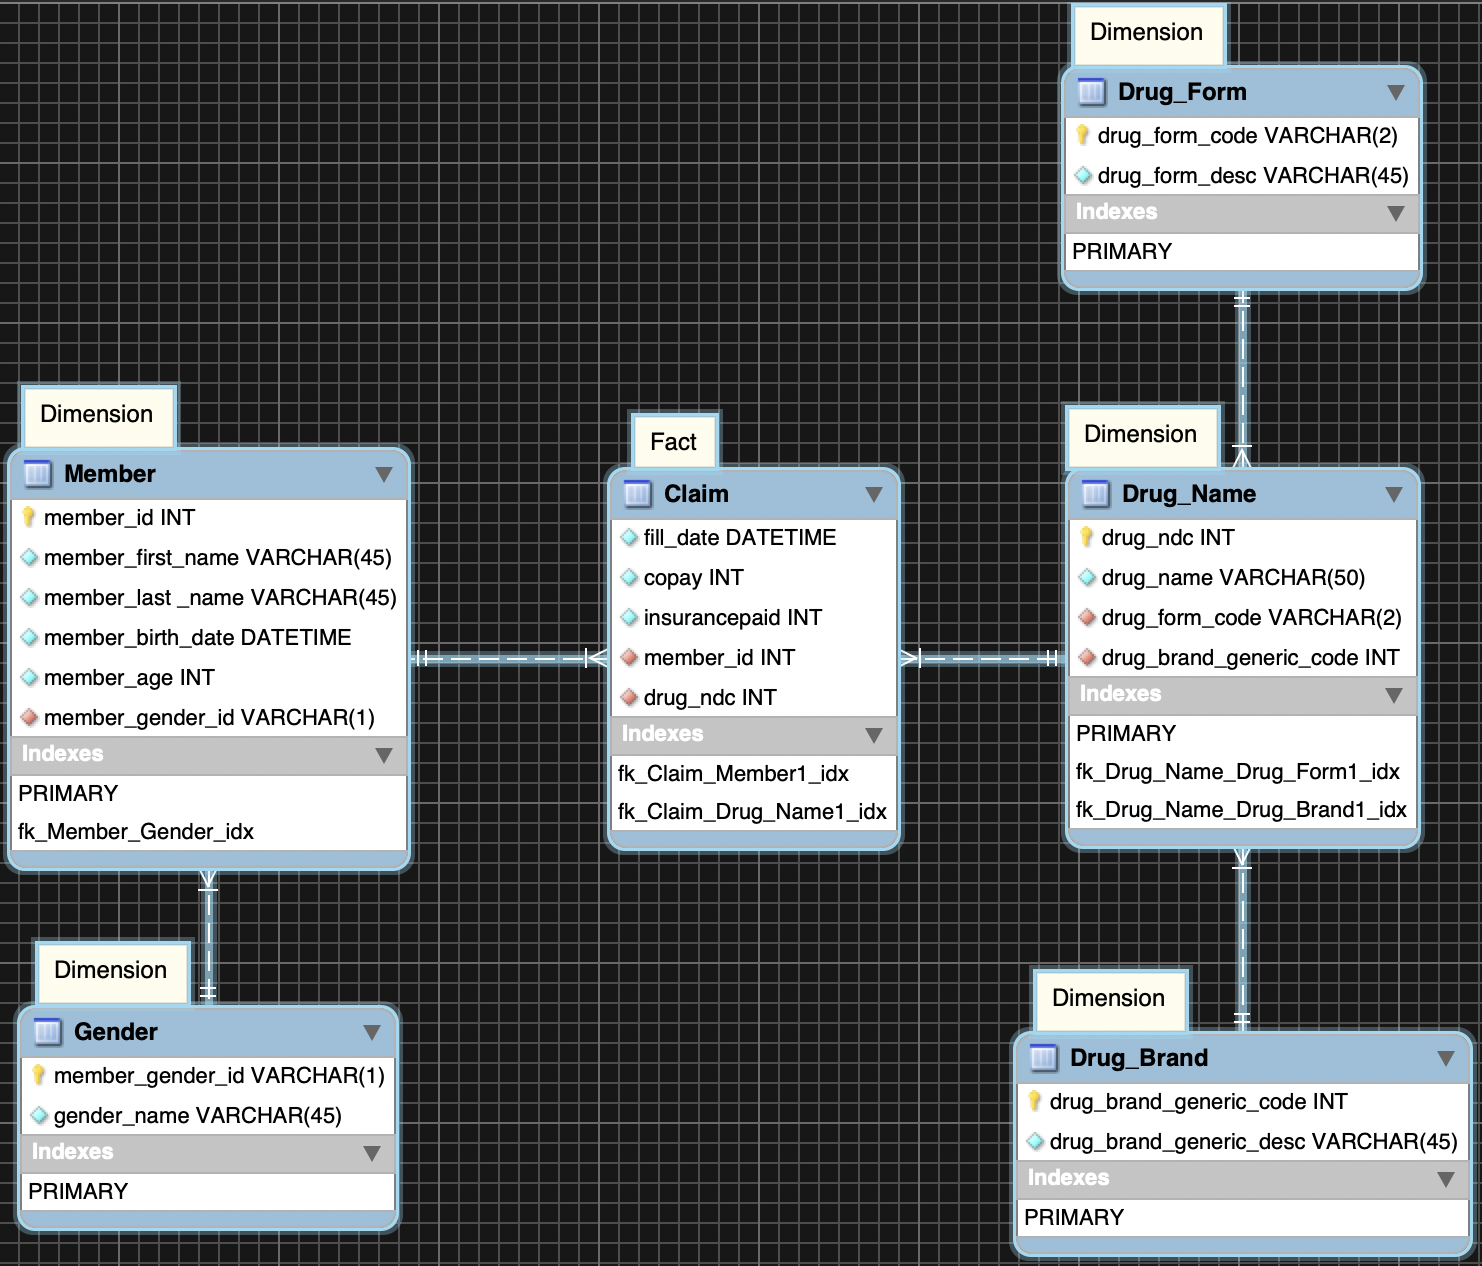 Dimension
Drug_Form
drug_form_code VARCHAR(2)
drug_form_desc VARCHAR(45)
Indexes
PRIMARY
Dimension
Member
member_id INT
member_first_name VARCHAR(45)
member_last _name VARCHAR(45)
member_birth_date DATETIME
member_age INT
member_gender_id VARCHAR(1)
Indexes
PRIMARY
fk_Member_Gender_idx
Fact
Claim
fill_date DATETIME
copay INT
insurancepaid INT
member_id INT
drug_ndc INT
Indexes
fk_Claim_Member1_idx
fk_Claim_Drug_Name1_idx
Dimension
Drug_Name
drug_ndc INT
drug_name VARCHAR(50)
drug_form_code VARCHAR(2)
drug_brand_generic_code INT
Indexes
PRIMARY
fk_Drug_Name_Drug_Form1_idx
fk_Drug_Name_Drug_Brand1_idx
Dimension
Gender
member_gender_id VARCHAR(1)
gender_name VARCHAR(45)
Indexes
PRIMARY
Dimension
Drug_Brand
drug_brand_generic_code INT
drug_brand_generic_desc VARCHAR(45)
Indexes
PRIMARY